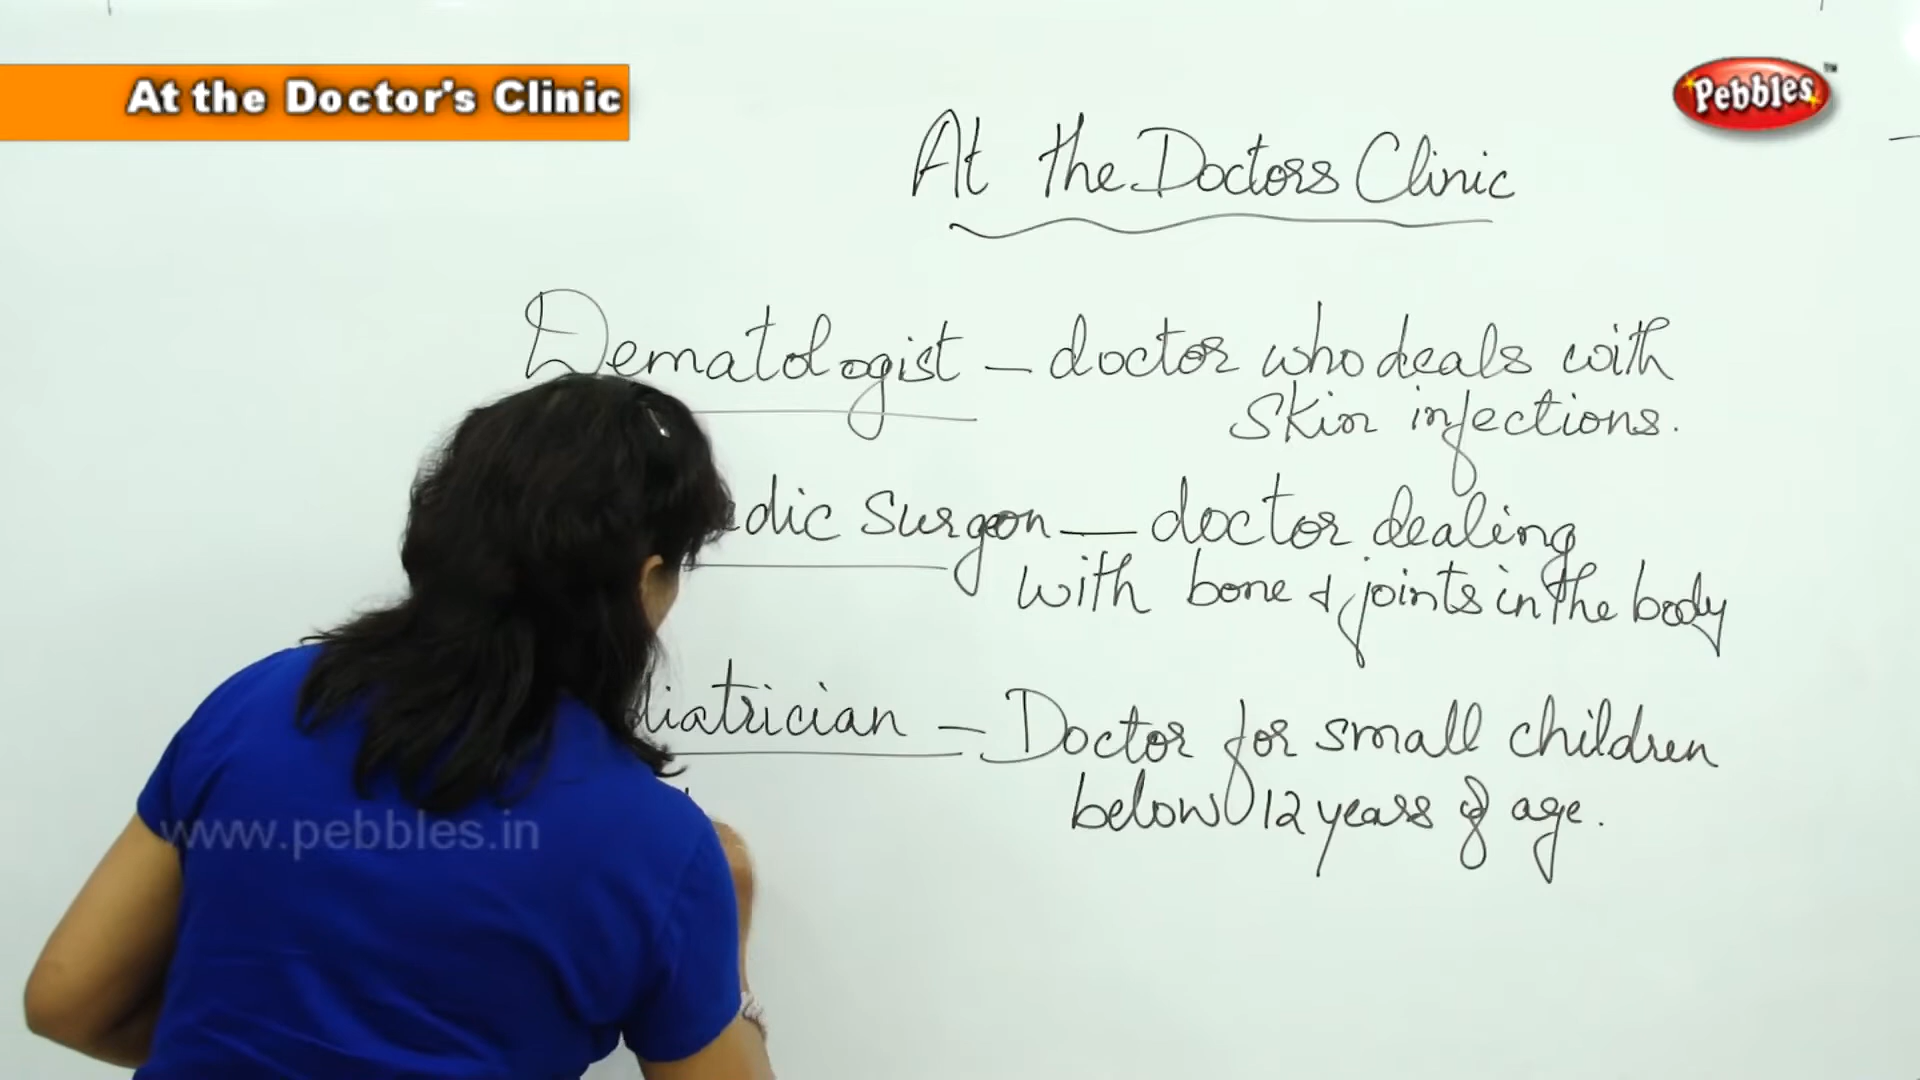 At the Doctor's Clinic
Pebbles™
At the Doctors Clinic
Dematologist – doctor who deals with
skin infections.
Surgeon — doctor dealing
with bone & joints in the body
– Doctor for small children
below 12 years of age.
www.pebbles.in